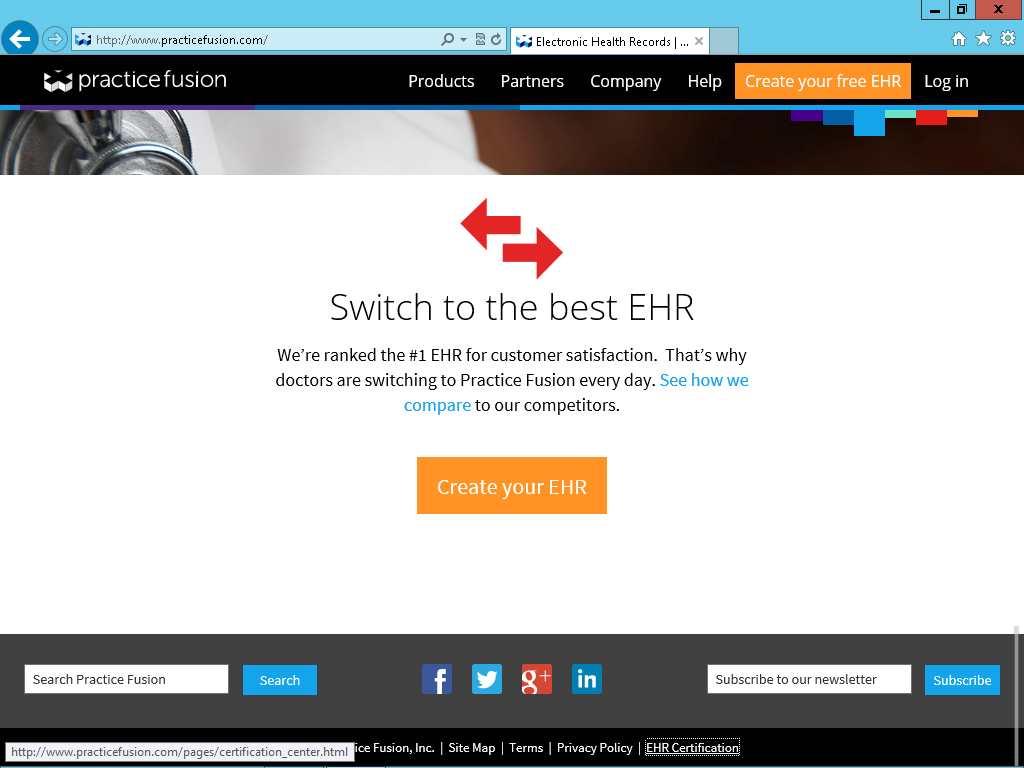 http://www.practicefusion.com/
Electronic Health Records | ...
practice fusion
Products Partners Company Help Create your free EHR Log in
Switch to the best EHR
We're ranked the #1 EHR for customer satisfaction. That's why
doctors are switching to Practice Fusion every day. See how we
compare to our competitors.
Create your EHR
Search Practice Fusion Search f g+ in Subscribe to our newsletter Subscribe
http://www.practicefusion.com/pages/certification_center.html
ice Fusion, Inc. | Site Map | Terms | Privacy Policy | EHR Certification